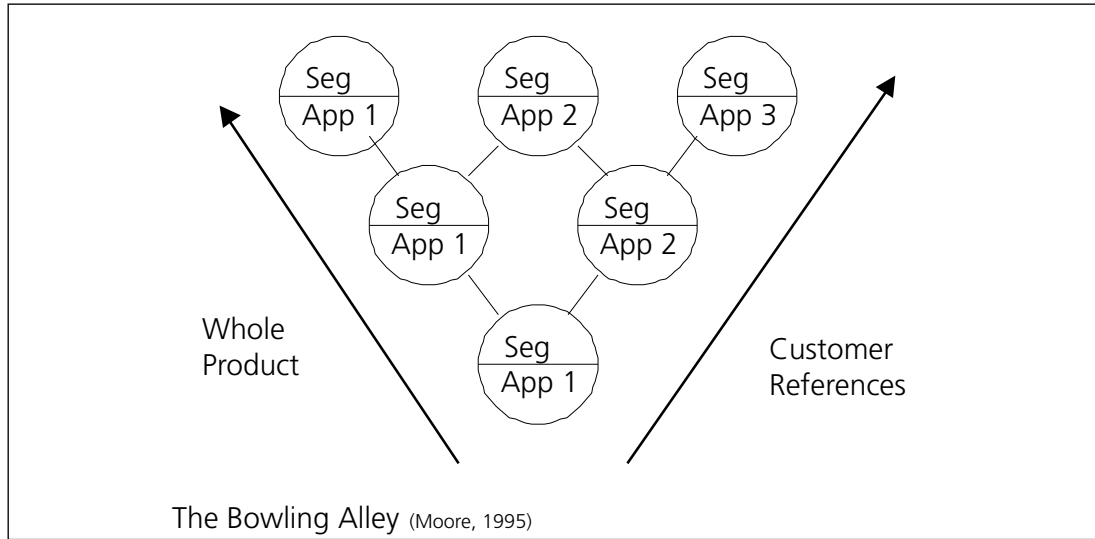 Seg
App 1
Seg
App 2
Seg
App 3
Seg
App 1
Seg
App 2
Seg
App 1
Whole
Product
Customer
References
The Bowling Alley (Moore, 1995)